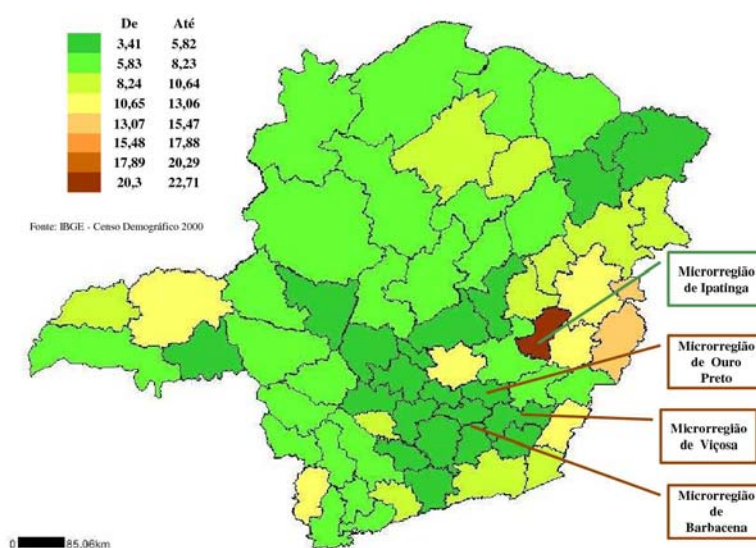 De Até
3,41 5,82
5,83 8,23
8,24 10,64
10,65 13,06
13,07 15,47
15,48 17,88
17,89 20,29
20,3 22,71
Fonte: IBGE - Censo Demográfico 2000
Microrregião
de Ipatinga
Microrregião
de Ouro
Preto
Microrregião
de Viçosa
Microrregião
de
Barbacena
0 85.06km